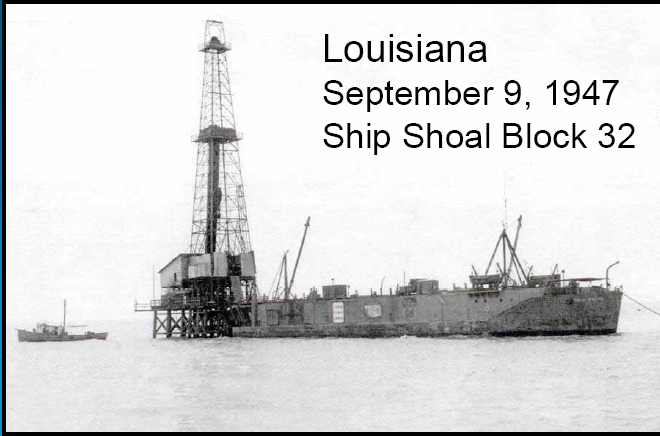 Louisiana
September 9, 1947
Ship Shoal Block 32